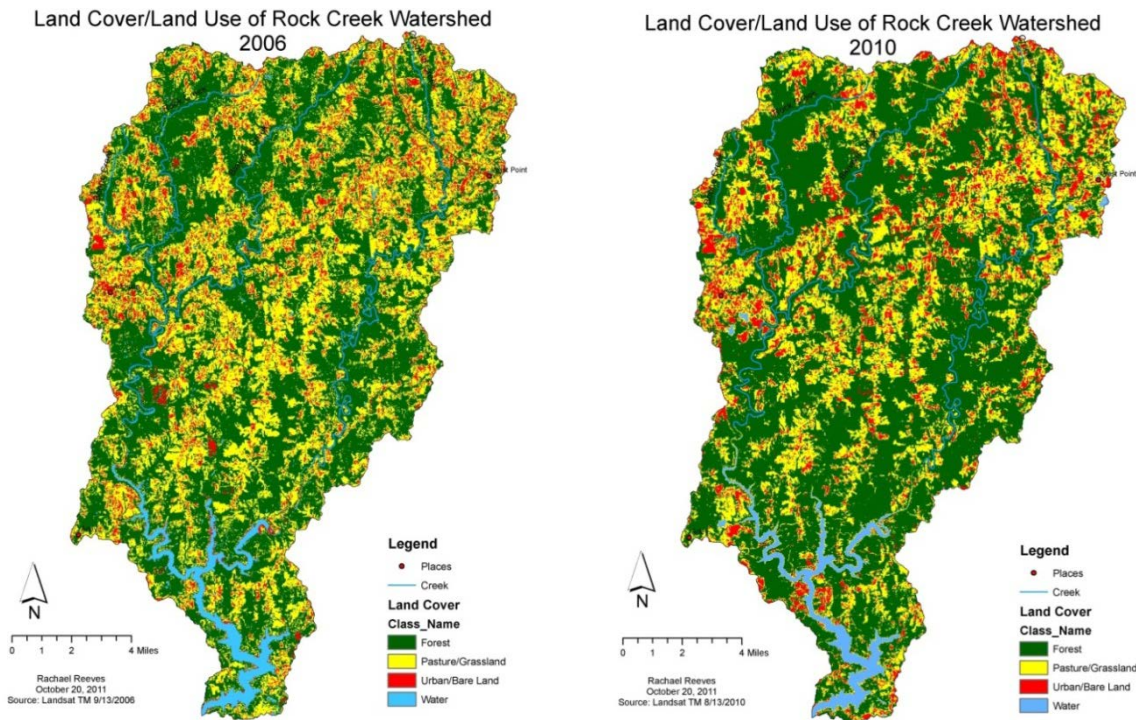 Land Cover/Land Use of Rock Creek Watershed
2006
Legend
Places
Creek
Land Cover
Class_Name
Forest
Pasture/Grassland
Urban/Bare Land
Water
N
0 1 2 4 Miles
Rachael Reeves
October 20, 2011
Source: Landsat TM 9/13/2006
Land Cover/Land Use of Rock Creek Watershed
2010
Point
Legend
Places
Creek
Land Cover
Class_Name
Forest
Pasture/Grassland
Urban/Bare Land
Water
N
0 1 2 4 Miles
Rachael Reeves
October 20, 2011
Source: Landsat TM 8/13/2010